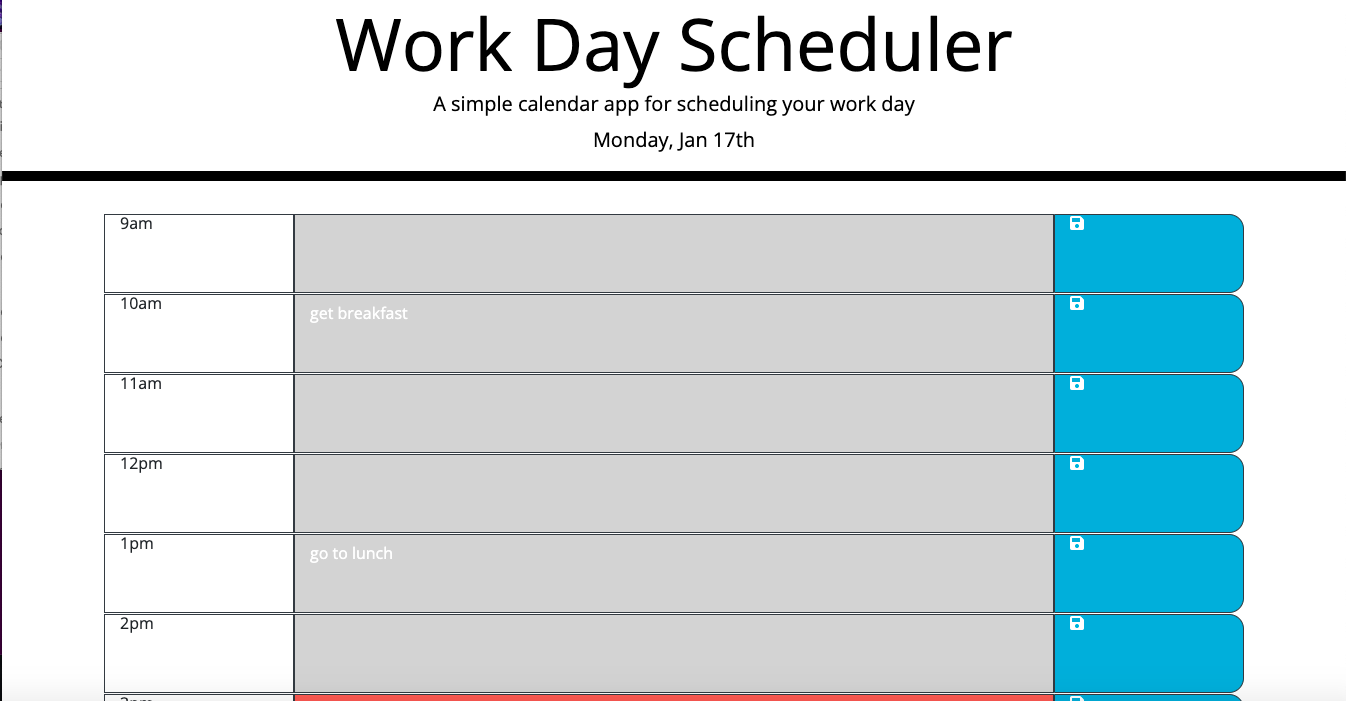 Work Day Scheduler
A simple calendar app for scheduling your work day
Monday, Jan 17th
9am
10am
get breakfast
11am
12pm
1pm
go to lunch
2pm